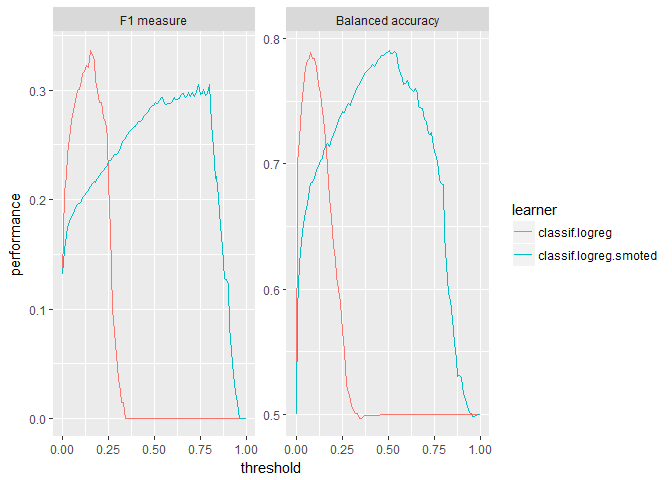 F1 measure
Balanced accuracy
0.3
0.2
0.1
0.0
0.8
0.7
0.6
0.5
performance
0.00 0.25 0.50 0.75 1.00
0.00 0.25 0.50 0.75 1.00
threshold
learner
classif.logreg
classif.logreg.smoted